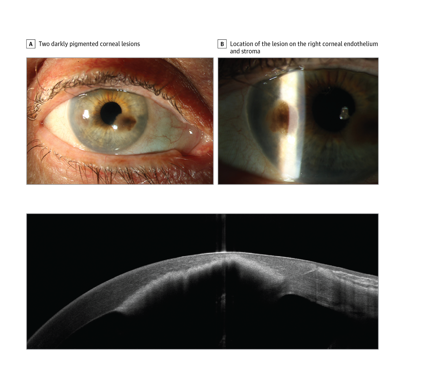 A Two darkly pigmented corneal lesions
B Location of the lesion on the right corneal endothelium
and stroma